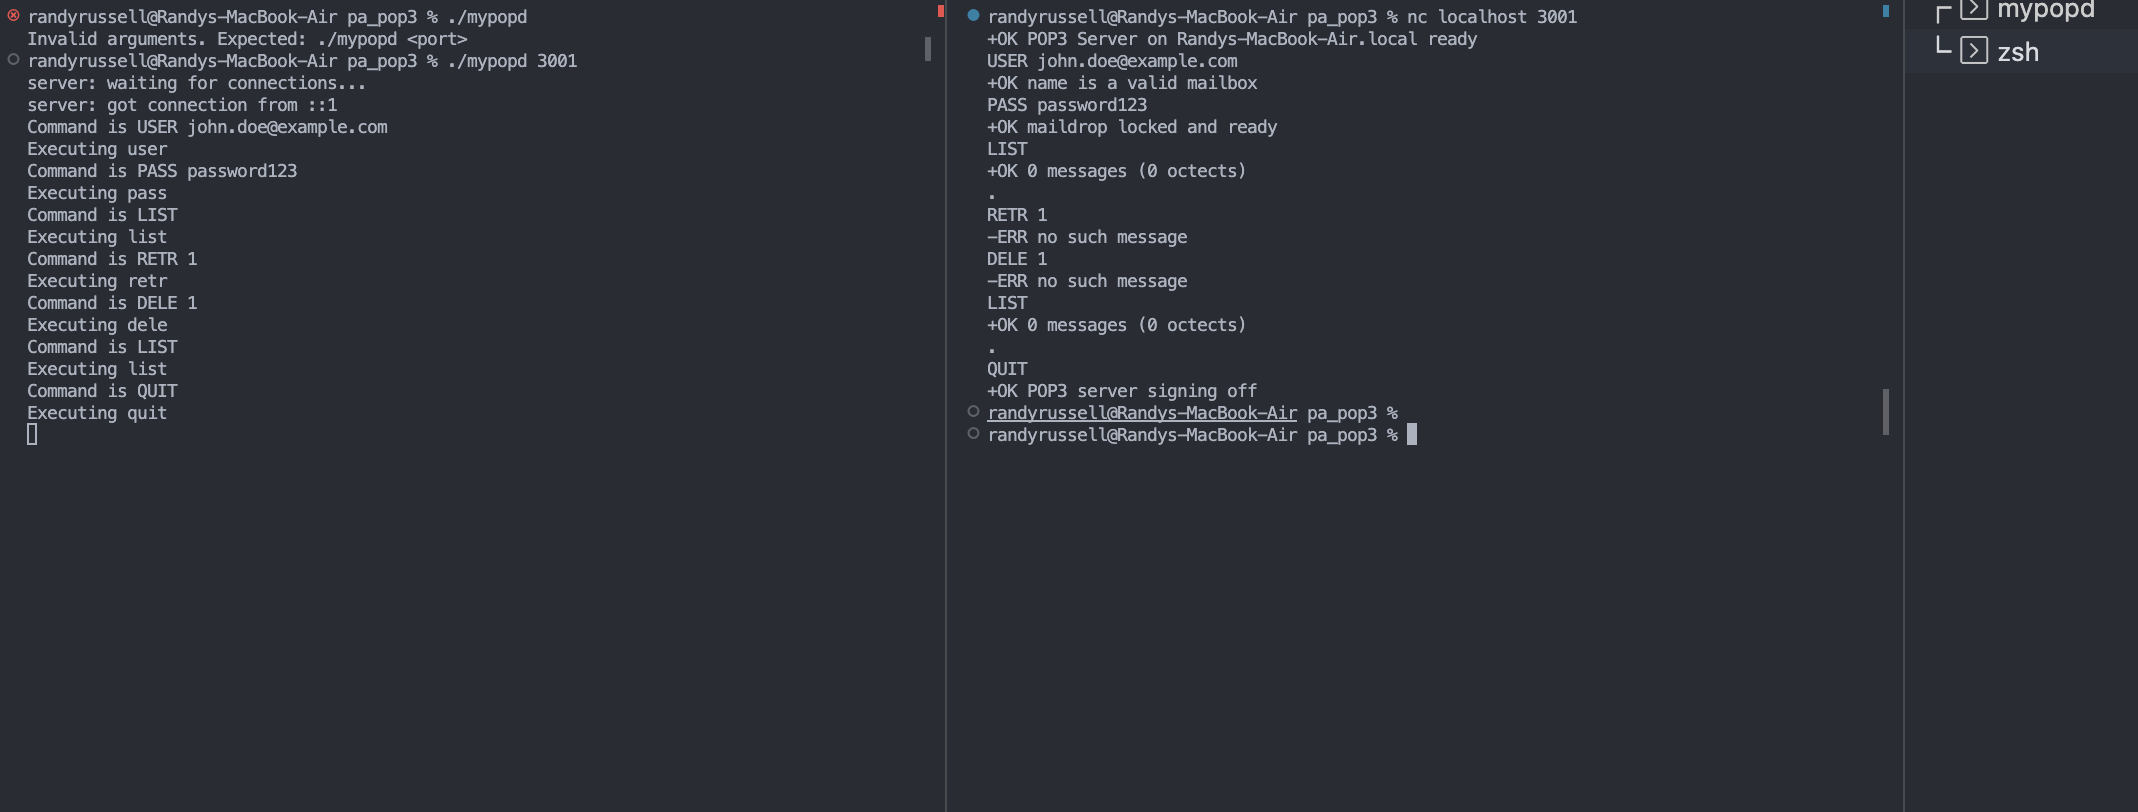 randyrussell@Randys-MacBook-Air pa_pop3 % ./mypopd
Invalid arguments. Expected: ./mypopd <port>
randyrussell@Randys-MacBook-Air pa_pop3 % ./mypopd 3001
server: waiting for connections...
server: got connection from ::1
Command is USER john.doe@example.com
Executing user
Command is PASS password123
Executing pass
Command is LIST
Executing list
Command is RETR 1
Executing retr
Command is DELE 1
Executing dele
Command is LIST
Executing list
Command is QUIT
Executing quit
randyrussell@Randys-MacBook-Air pa_pop3 % nc localhost 3001
+OK POP3 Server on Randys-MacBook-Air.local ready
USER john.doe@example.com
+OK name is a valid mailbox
PASS password123
+OK maildrop locked and ready
LIST
+OK 0 messages (0 octects)
.
RETR 1
-ERR no such message
DELE 1
-ERR no such message
LIST
+OK 0 messages (0 octects)
.
QUIT
+OK POP3 server signing off
randyrussell@Randys-MacBook-Air pa_pop3 %
randyrussell@Randys-MacBook-Air pa_pop3 %
mypopd
zsh